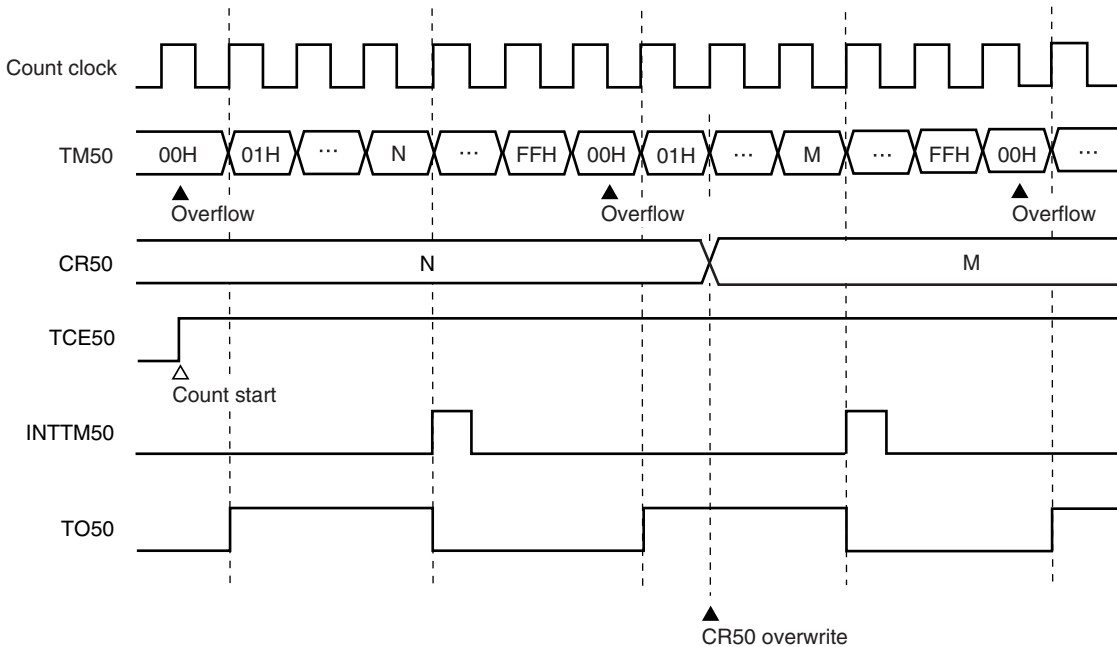 Count clock
TM50 00H 01H ... N ... FFH 00H 01H ... M ... FFH 00H ...
Overflow Overflow Overflow
CR50 N M
TCE50
Count start
INTTM50
TO50
CR50 overwrite